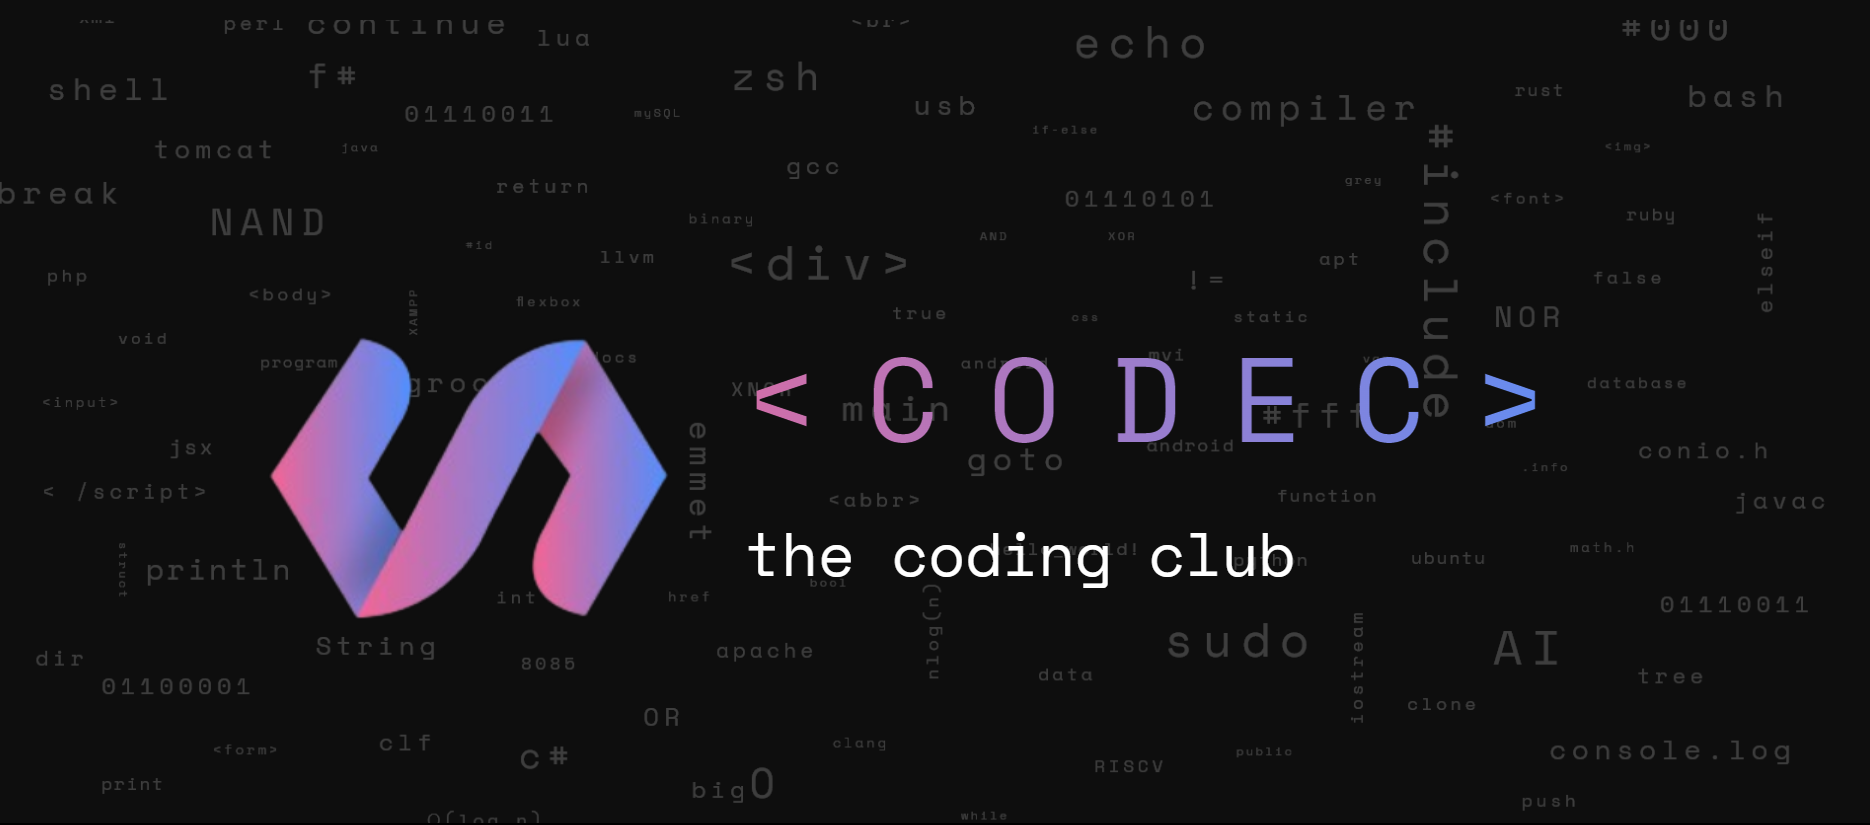 xml
perl
continue
lua
<br>
echo
#000
shell
f#
zsh
usb
compiler
rust
bash
01110011
mySQL
if-else
tomcat
java
gcc
#include
<img>
break
return
01110101
grey
<font>
NAND
binary
ruby
elseif
#id
llvm
<div>
AND
XOR
apt
php
<body>
XAMPP
flexbox
!=
false
void
true
css
static
NOR
program
docs
android
mvi
<input>
XNOR
main
<CODEC>
#fff
database
jsx
emmet
goto
android
.info
conio.h
< /script>
<abbr>
function
javac
struct
println
the coding club
hello_world!
python
ubuntu
math.h
int
href
bool
nlog(n)
01110011
String
8085
apache
sudo
iostream
AI
dir
01100001
data
tree
OR
clone
<form>
clf
c#
clang
public
console.log
print
bigO
RISCV
push
O(log n)
while